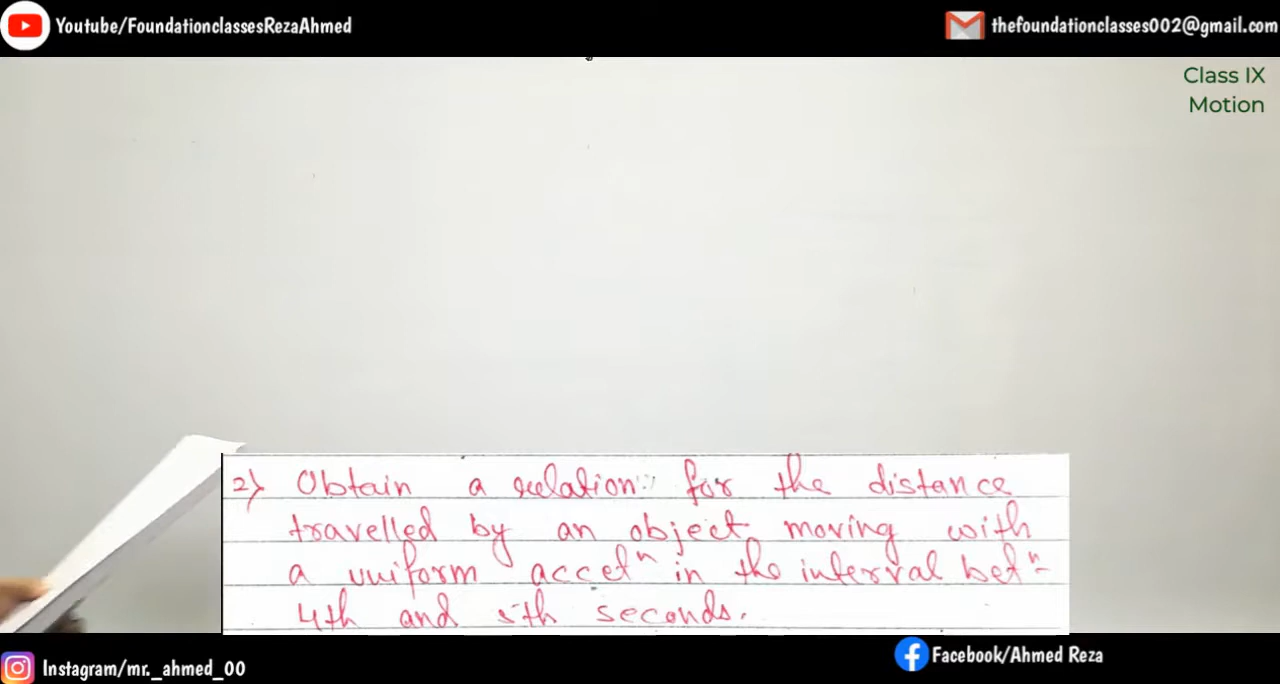 Youtube/FoundationclassesRezaAhmed
thefoundationclasses002@gmail.com
Class IX
Motion
2) Obtain a relation for the distance
travelled by an object moving with
a uniform accelⁿ in the interval betⁿ
4th and 5th seconds.
Instagram/mr._ahmed_00
Facebook/Ahmed Reza